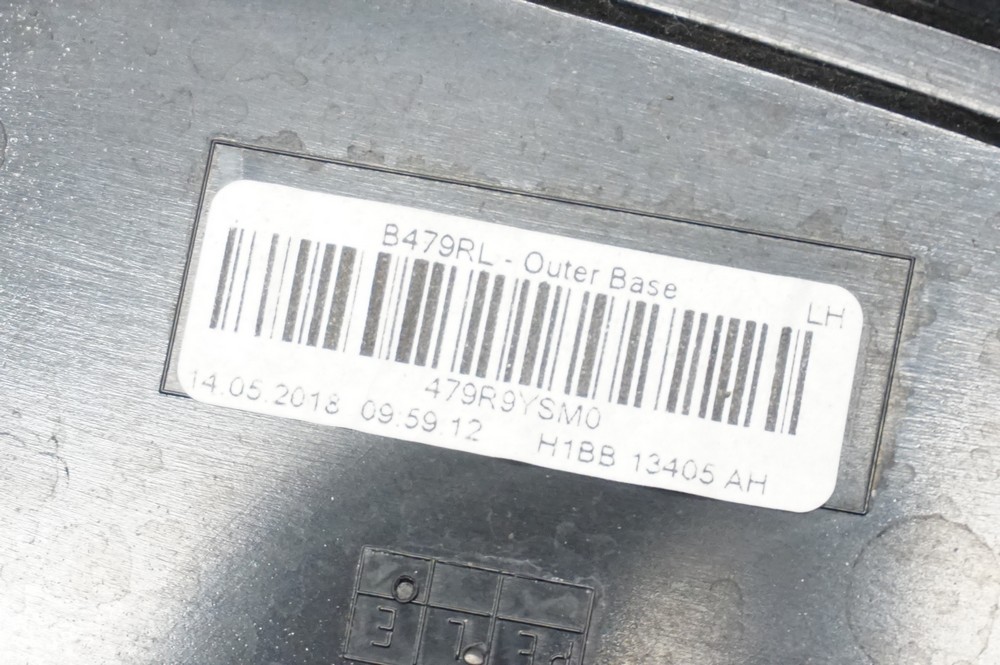 B479RL - Outer Base
LH
479R9YSM0
14.05.2018 09:59:12
H1BB 13405 AH